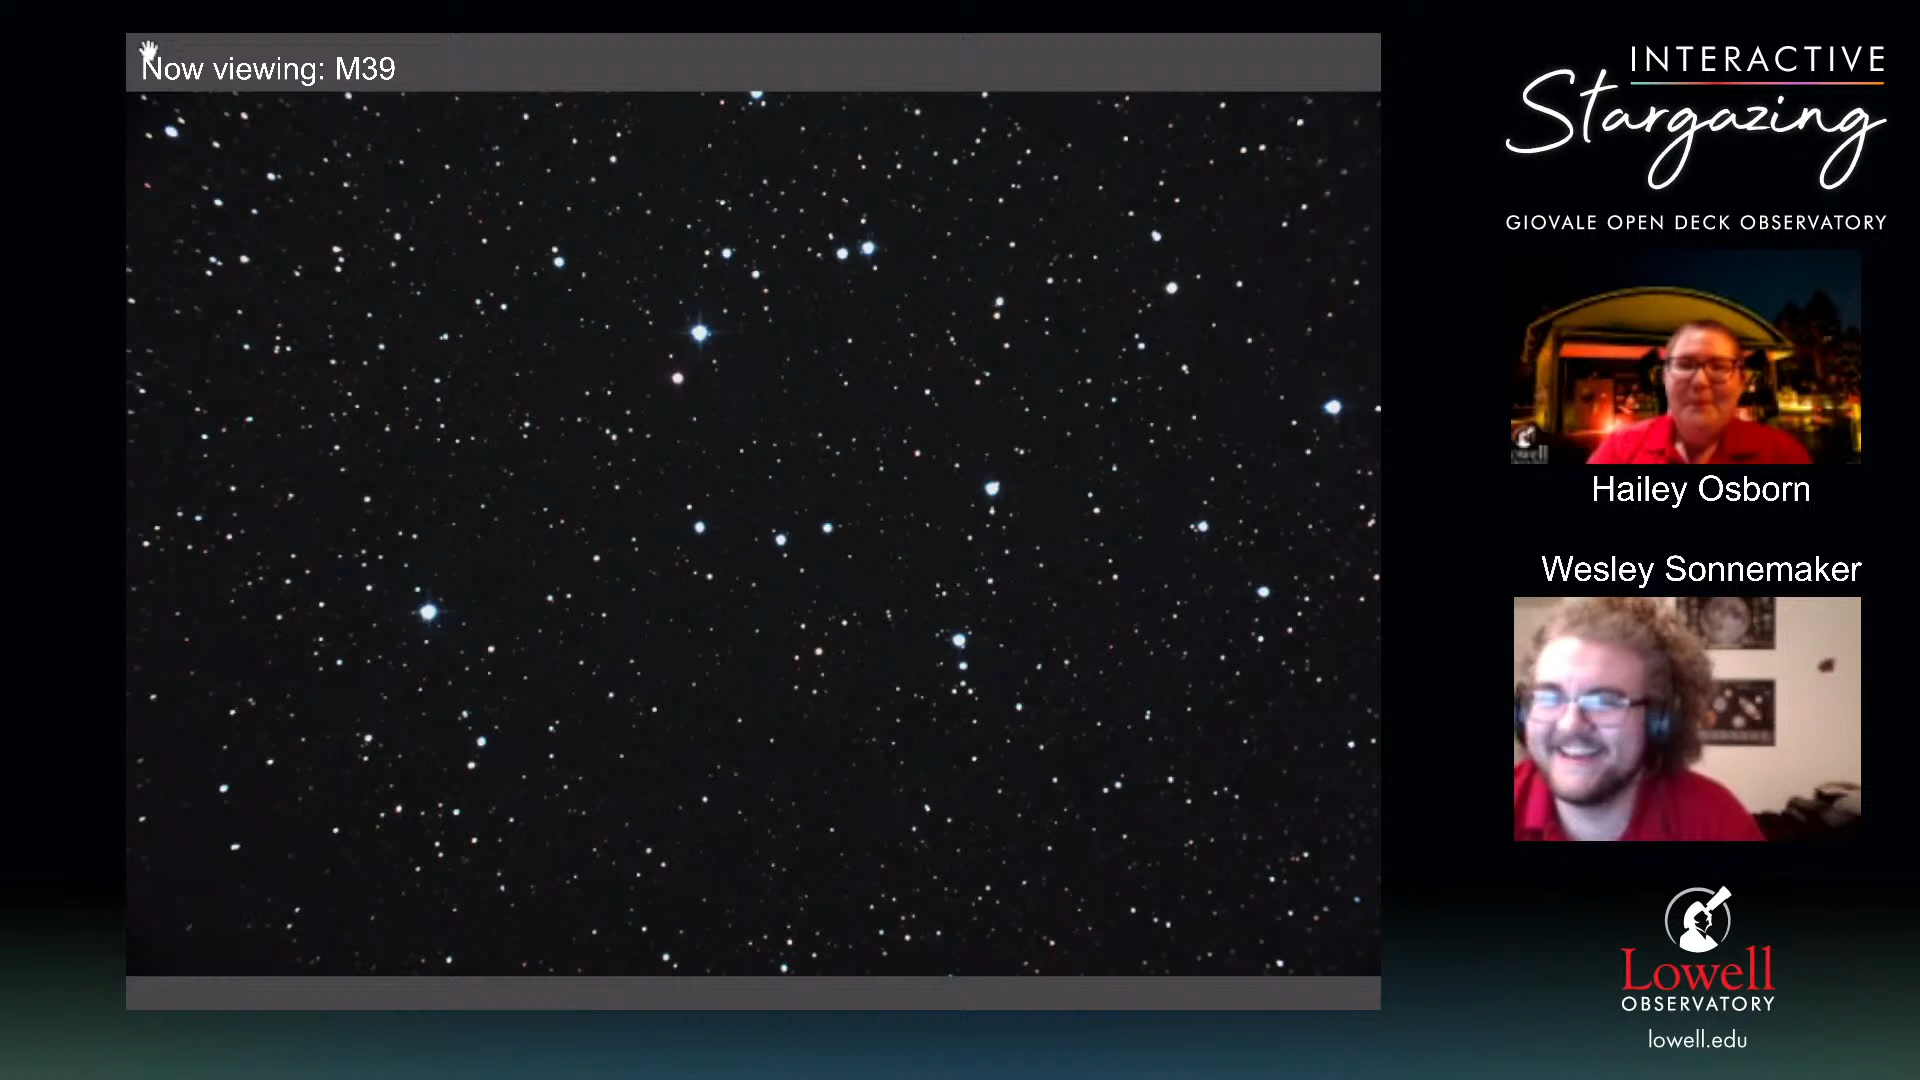 Now viewing: M39
INTERACTIVE
Stargazing
GIOVALE OPEN DECK OBSERVATORY
Hailey Osborn
Wesley Sonnemaker
LOWELL
OBSERVATORY
lowell.edu